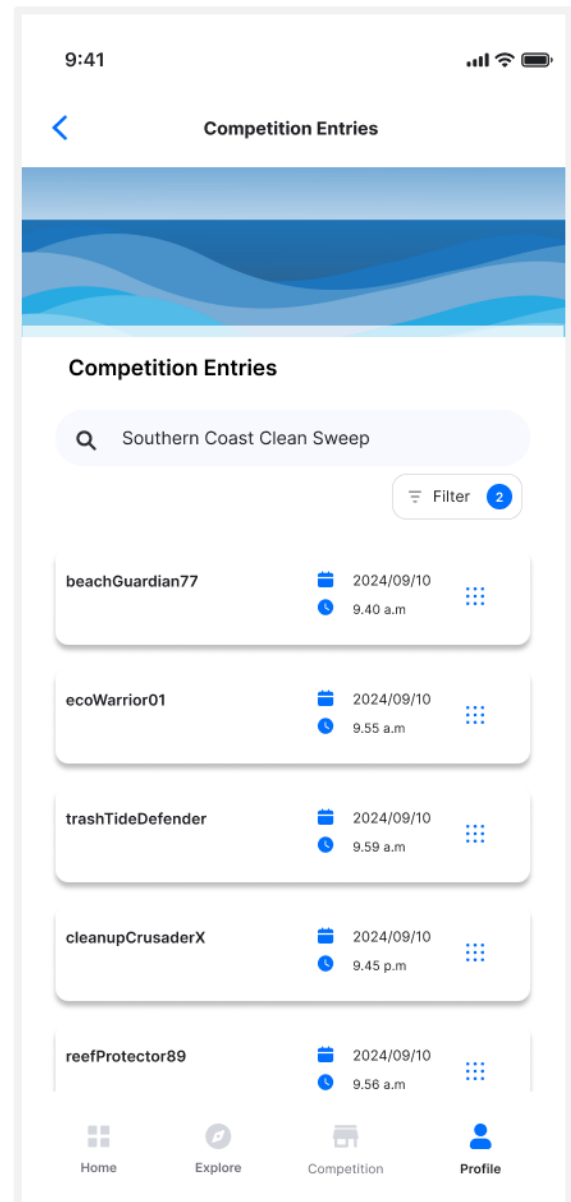 9:41
Competition Entries
Competition Entries
Southern Coast Clean Sweep
Filter 2
beachGuardian77 2024/09/10
9.40 a.m
ecoWarrior01 2024/09/10
9.55 a.m
trashTideDefender 2024/09/10
9.59 a.m
cleanupCrusaderX 2024/09/10
9.45 p.m
reefProtector89 2024/09/10
9.56 a.m
Home Explore Competition Profile